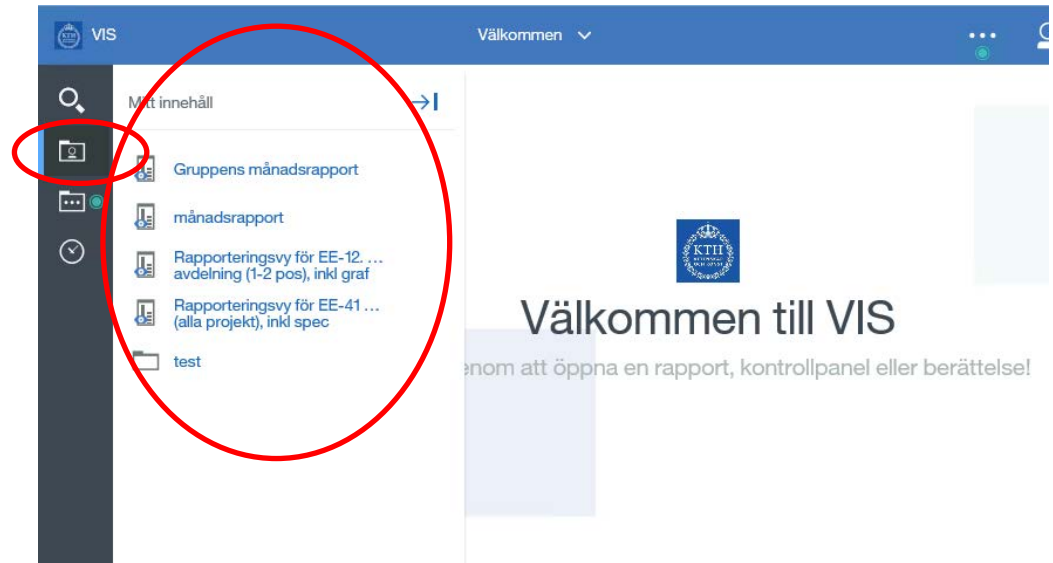 VIS
Välkommen
Mitt innehåll
Gruppens månadsrapport
månadsrapport
Rapporteringsvy för EE-12. ...
avdelning (1-2 pos), inkl graf
Rapporteringsvy för EE-41 ...
(alla projekt), inkl spec
test
KTH
Välkommen till VIS
enom att öppna en rapport, kontrollpanel eller berättelse!